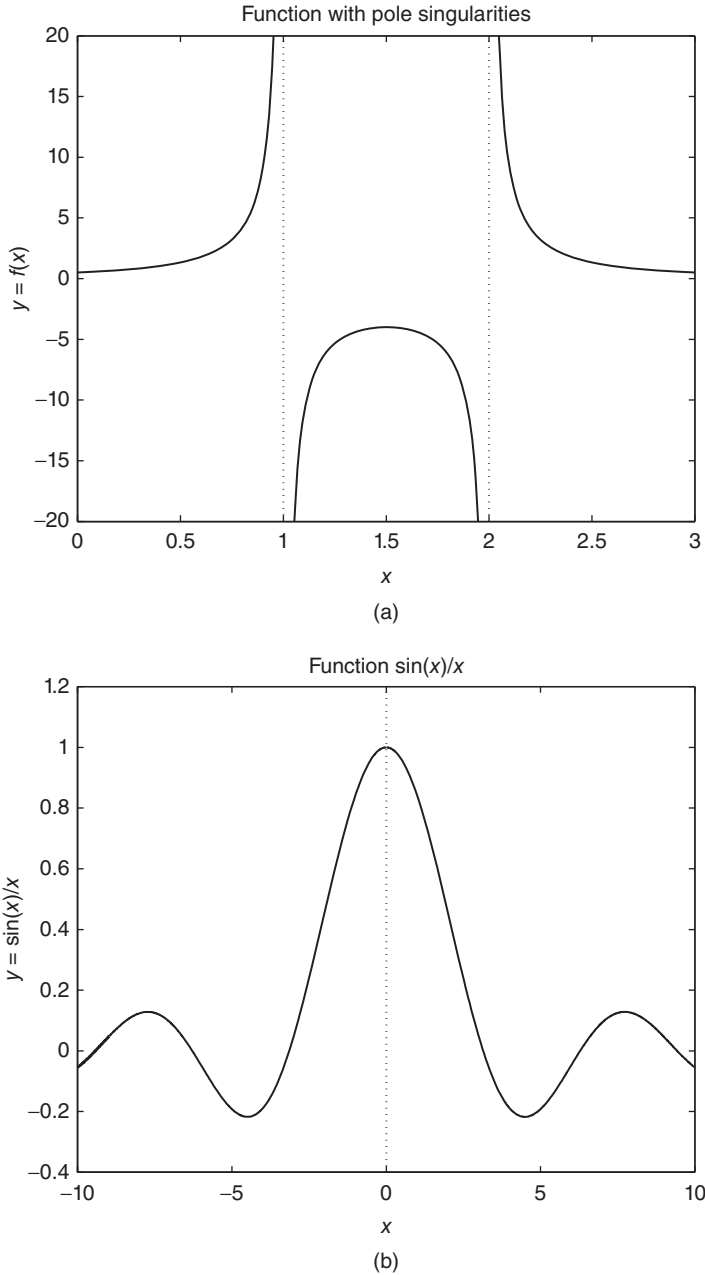 Function with pole singularities
20
15
10
5
0
−5
−10
−15
−20
y = f(x)
0 0.5 1 1.5 2 2.5 3
x
(a)
Function sin(x)/x
1.2
1
0.8
0.6
0.4
0.2
0
−0.2
−0.4
y = sin(x)/x
−10 −5 0 5 10
x
(b)